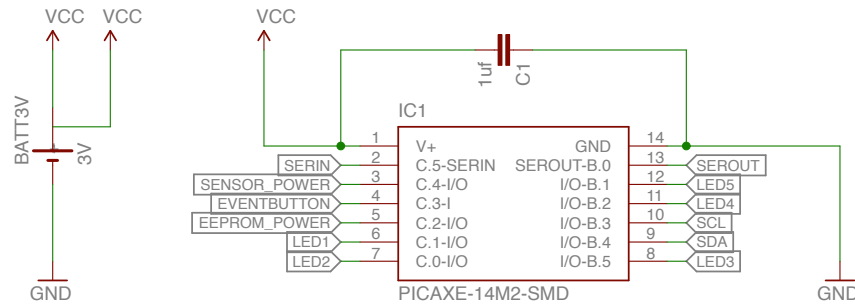 VCC VCC VCC
BATT3V
3V
GND
1uf
C1
IC1
1 V+ GND 14
SERIN 2 C.5-SERIN SEROUT-B.0 13 SEROUT
SENSOR_POWER 3 C.4-I/O I/O-B.1 12 LED5
EVENTBUTTON 4 C.3-I I/O-B.2 11 LED4
EEPROM_POWER 5 C.2-I/O I/O-B.3 10 SCL
LED1 6 C.1-I/O I/O-B.4 9 SDA
LED2 7 C.0-I/O I/O-B.5 8 LED3
PICAXE-14M2-SMD
GND